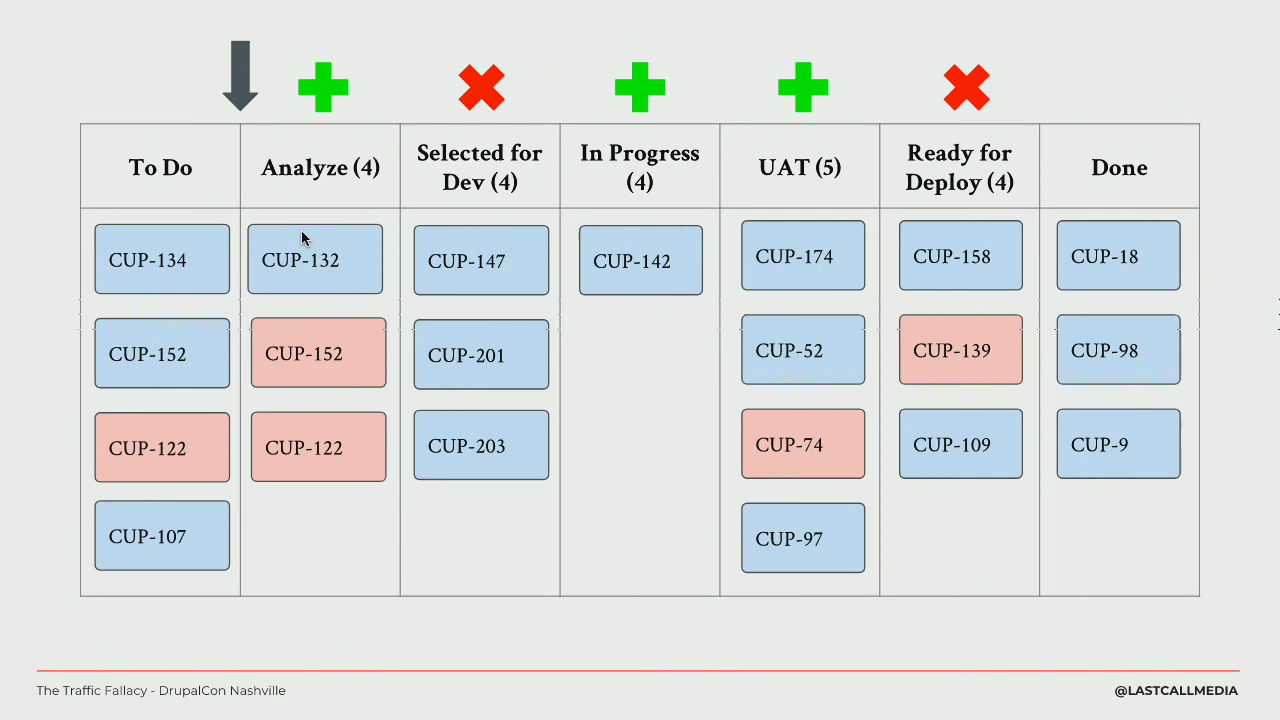 To Do
Analyze (4)
Selected for
Dev (4)
In Progress
(4)
UAT (5)
Ready for
Deploy (4)
Done
CUP-134
CUP-132
CUP-147
CUP-142
CUP-174
CUP-158
CUP-18
CUP-152
CUP-152
CUP-201
CUP-52
CUP-139
CUP-98
CUP-122
CUP-122
CUP-203
CUP-74
CUP-109
CUP-9
CUP-107
CUP-97
The Traffic Fallacy - DrupalCon Nashville
@LASTCALLMEDIA